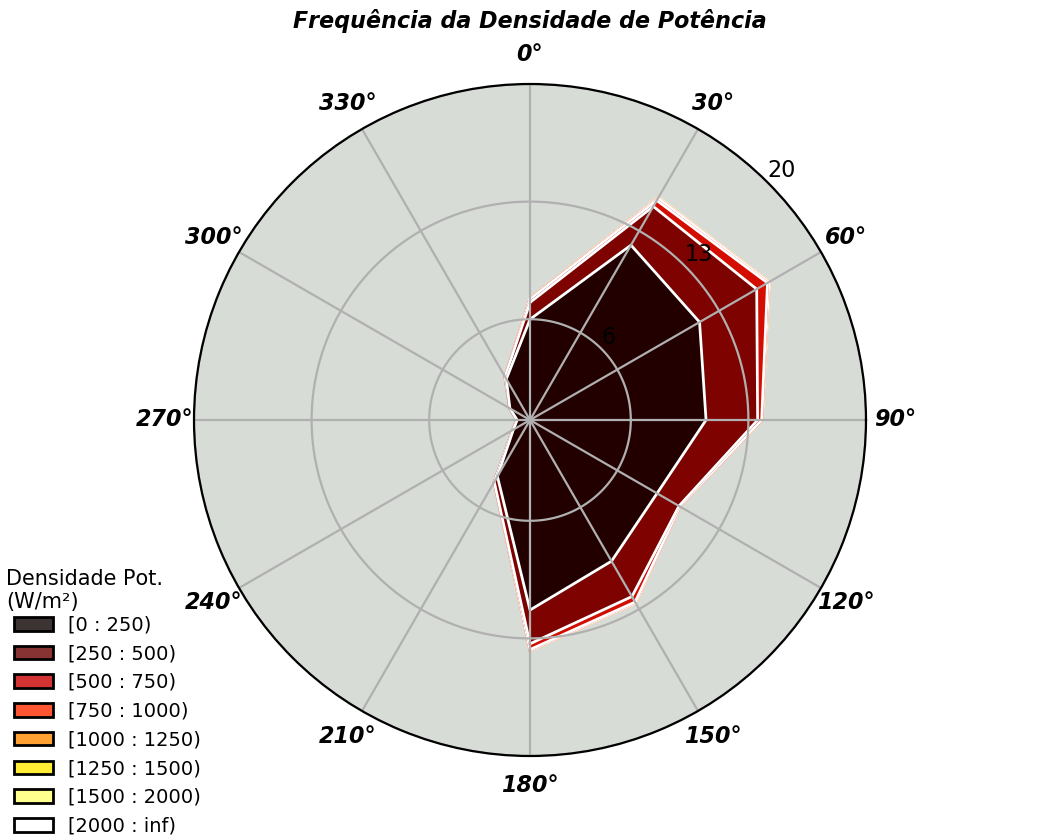 Frequência da Densidade de Potência
0°
330°
30°
20
300°
60°
13
6
270°
90°
240°
120°
210°
150°
180°
Densidade Pot.
(W/m²)
[0 : 250)
[250 : 500)
[500 : 750)
[750 : 1000)
[1000 : 1250)
[1250 : 1500)
[1500 : 2000)
[2000 : inf)